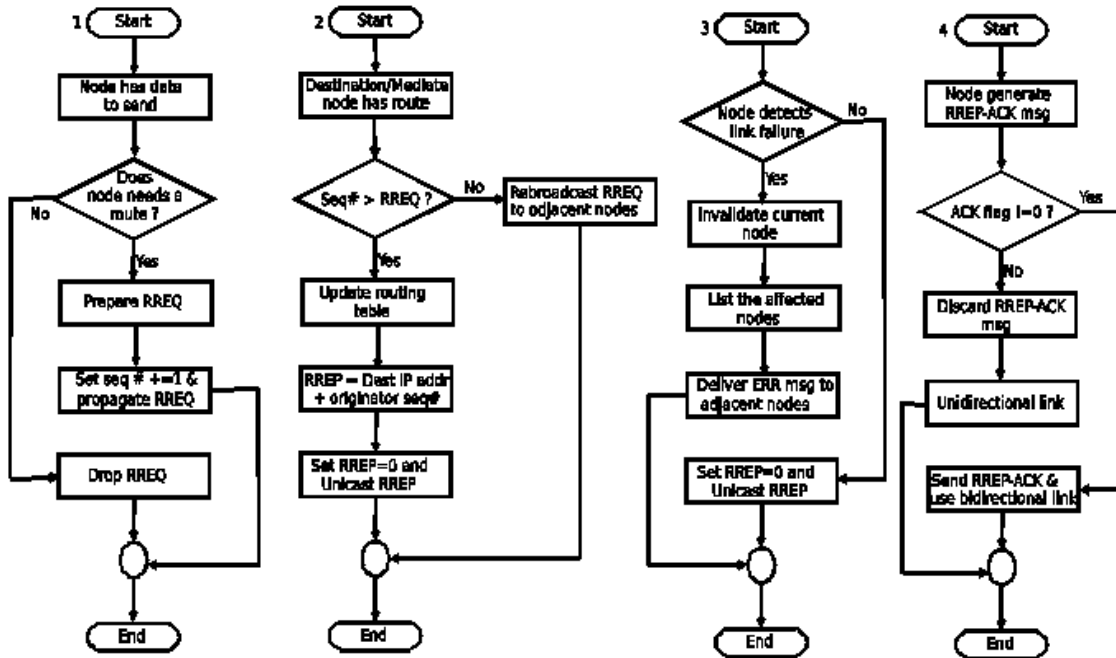 1
Start
Node has data
to send
Does
node needs a
route ?
No
Yes
Prepare RREQ
Set seq # +=1 &
propagate RREQ
Drop RREQ
End
2
Start
Destination/Mediate
node has route
Seq# > RREQ ?
No
Rebroadcast RREQ
to adjacent nodes
Yes
Update routing
table
RREP = Dest IP addr
+ originator seq#
Set RREP=0 and
Unicast RREP
End
3
Start
Node detects
link failure
No
Yes
Invalidate current
node
List the affected
nodes
Deliver ERR msg to
adjacent nodes
Set RREP=0 and
Unicast RREP
End
4
Start
Node generate
RREP-ACK msg
ACK flag !=0 ?
Yes
No
Discard RREP-ACK
msg
Unidirectional link
Send RREP-ACK &
use bidirectional link
End